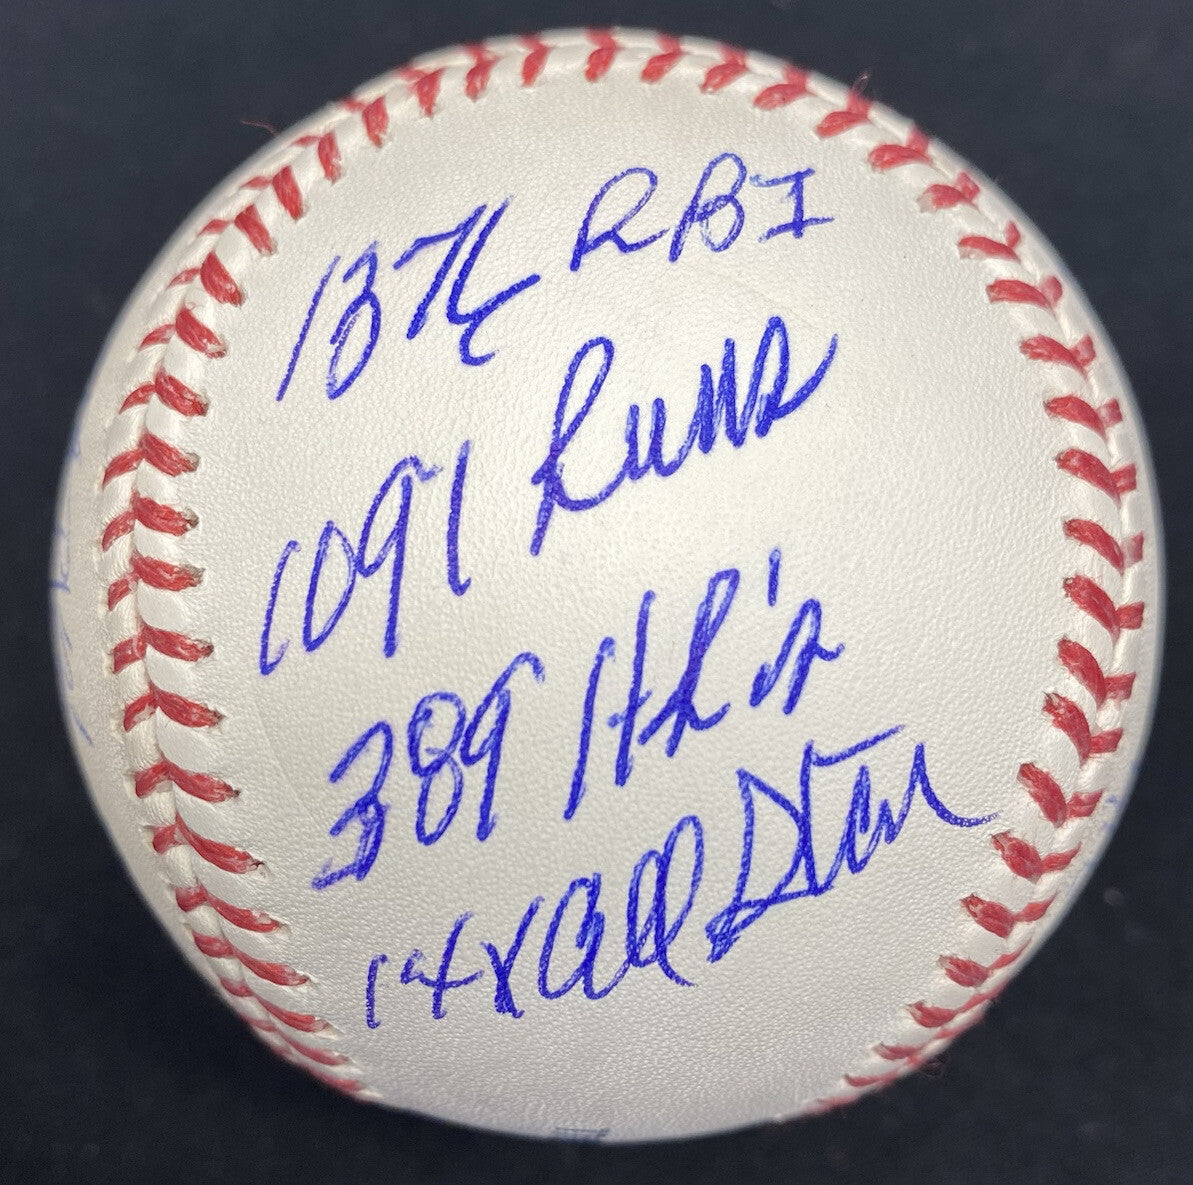 1376 RBI
1091 Runs
389 HR's
14x All Star